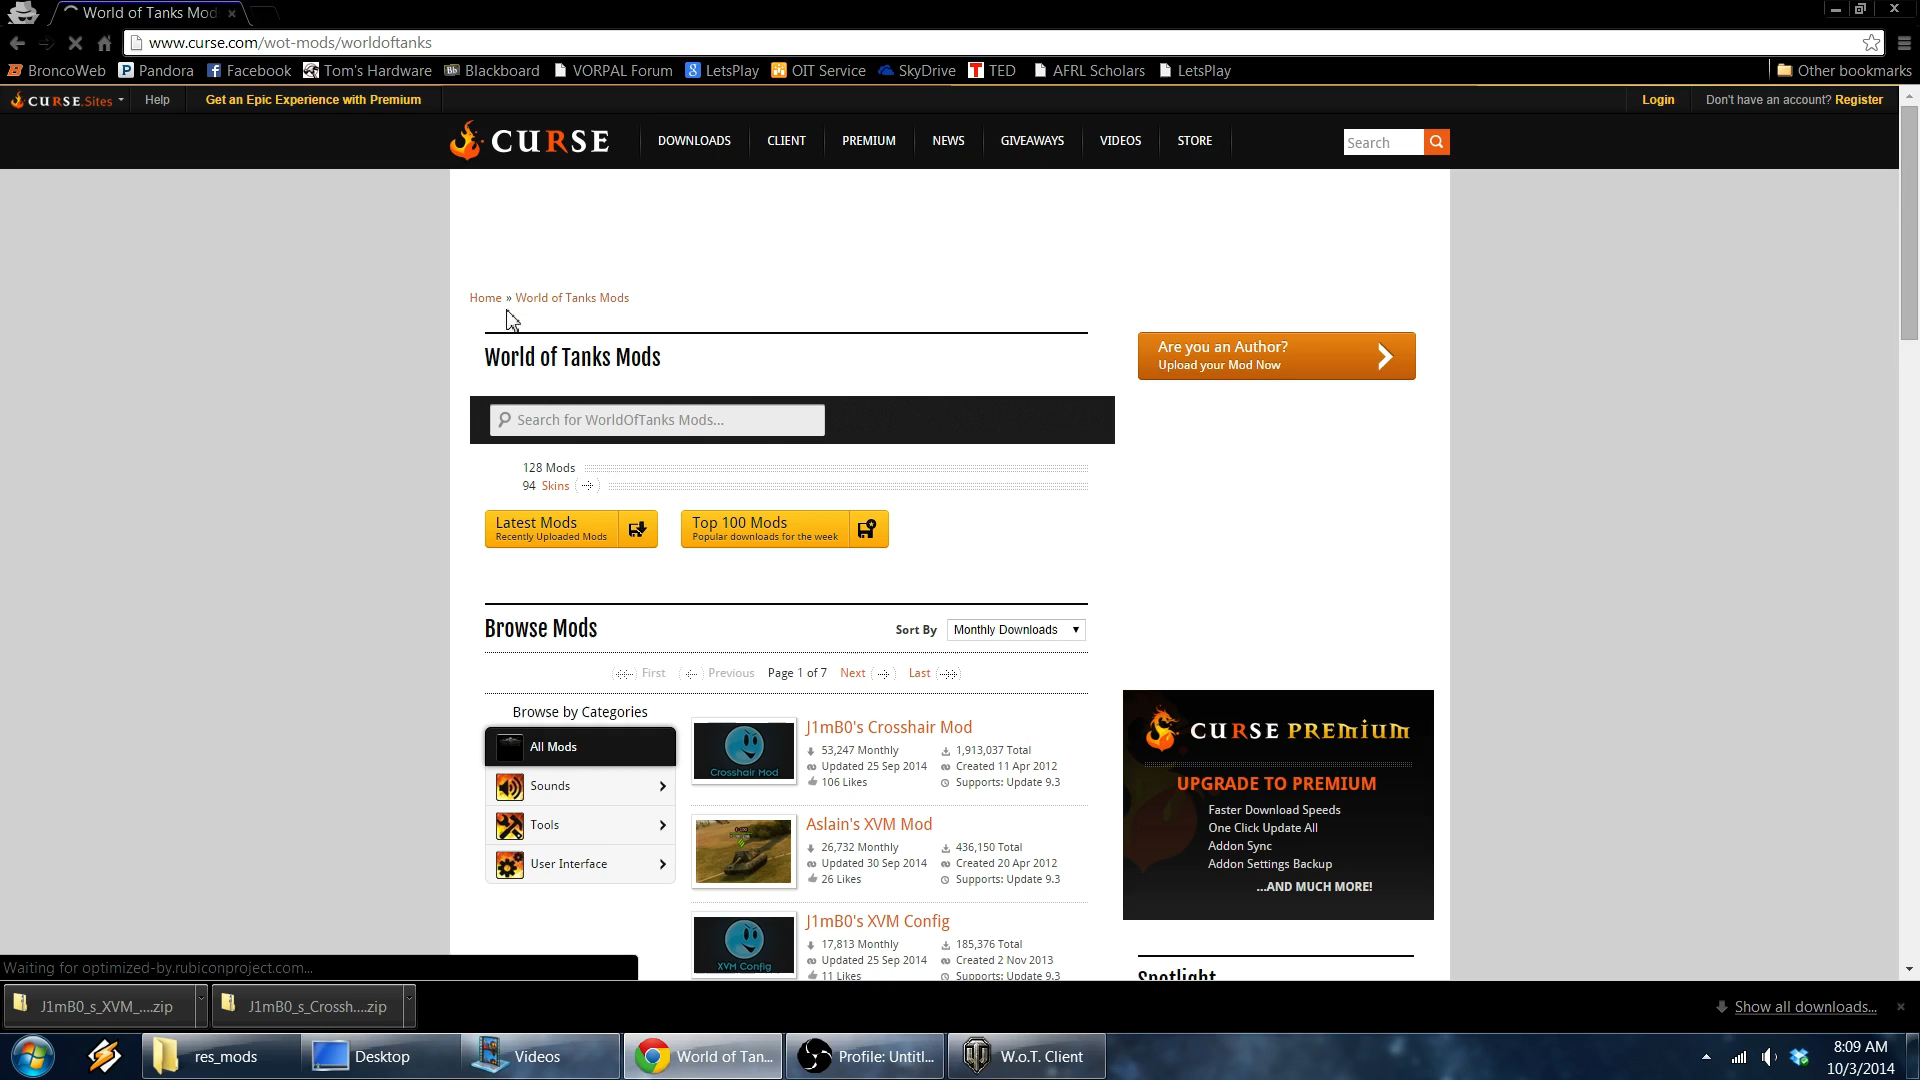 World of Tanks Mod
www.curse.com/wot-mods/worldoftanks
BroncoWeb
Pandora
Facebook
Tom's Hardware
Blackboard
VORPAL Forum
LetsPlay
OIT Service
SkyDrive
TED
AFRL Scholars
LetsPlay
Other bookmarks
CURSE.Sites
Help
Get an Epic Experience with Premium
Login
Don't have an account? Register
CURSE
DOWNLOADS
CLIENT
PREMIUM
NEWS
GIVEAWAYS
VIDEOS
STORE
Search
Home » World of Tanks Mods
World of Tanks Mods
Are you an Author?
Upload your Mod Now
Search for WorldOfTanks Mods...
128 Mods
94 Skins
Latest Mods
Recently Uploaded Mods
Top 100 Mods
Popular downloads for the week
Browse Mods
Sort By
Monthly Downloads
First
Previous
Page 1 of 7
Next
Last
Browse by Categories
All Mods
Sounds
Tools
User Interface
Crosshair Mod
J1mB0's Crosshair Mod
53,247 Monthly
1,913,037 Total
Updated 25 Sep 2014
Created 11 Apr 2012
106 Likes
Supports: Update 9.3
Aslain's XVM Mod
26,732 Monthly
436,150 Total
Updated 30 Sep 2014
Created 20 Apr 2012
26 Likes
Supports: Update 9.3
XVM Config
J1mB0's XVM Config
17,813 Monthly
185,376 Total
Updated 25 Sep 2014
Created 2 Nov 2013
11 Likes
Supports: Update 9.3
CURSE PREMIUM
UPGRADE TO PREMIUM
Faster Download Speeds
One Click Update All
Addon Sync
Addon Settings Backup
...AND MUCH MORE!
Spotlight
Waiting for optimized-by.rubiconproject.com...
J1mB0_s_XVM_....zip
J1mB0_s_Crossh....zip
Show all downloads...
res_mods
Desktop
Videos
World of Tan...
Profile: Untitl...
W.o.T. Client
8:09 AM
10/3/2014